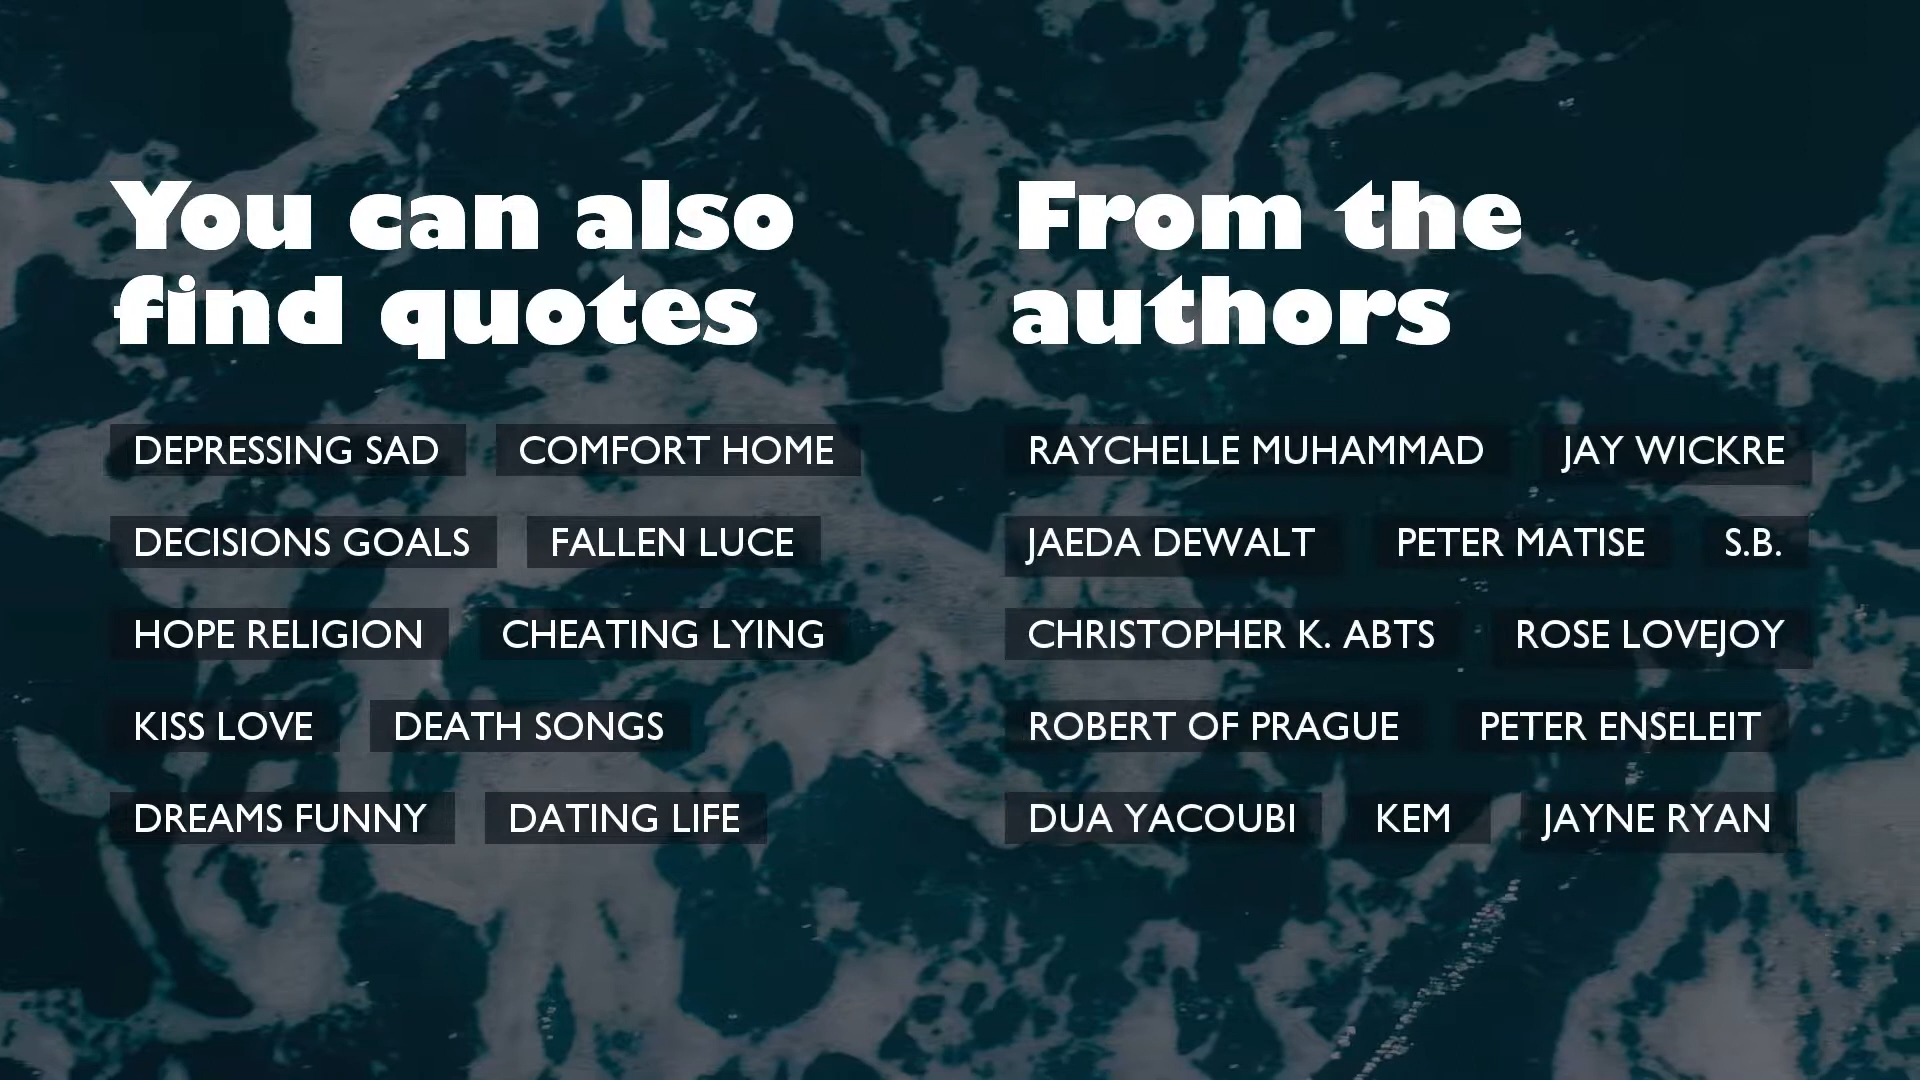 You can also
find quotes
DEPRESSING SAD COMFORT HOME
DECISIONS GOALS FALLEN LUCE
HOPE RELIGION CHEATING LYING
KISS LOVE DEATH SONGS
DREAMS FUNNY DATING LIFE
From the
authors
RAYCHELLE MUHAMMAD JAY WICKRE
JAEDA DEWALT PETER MATISE S.B.
CHRISTOPHER K. ABTS ROSE LOVEJOY
ROBERT OF PRAGUE PETER ENSELEIT
DUA YACOUBI KEM JAYNE RYAN